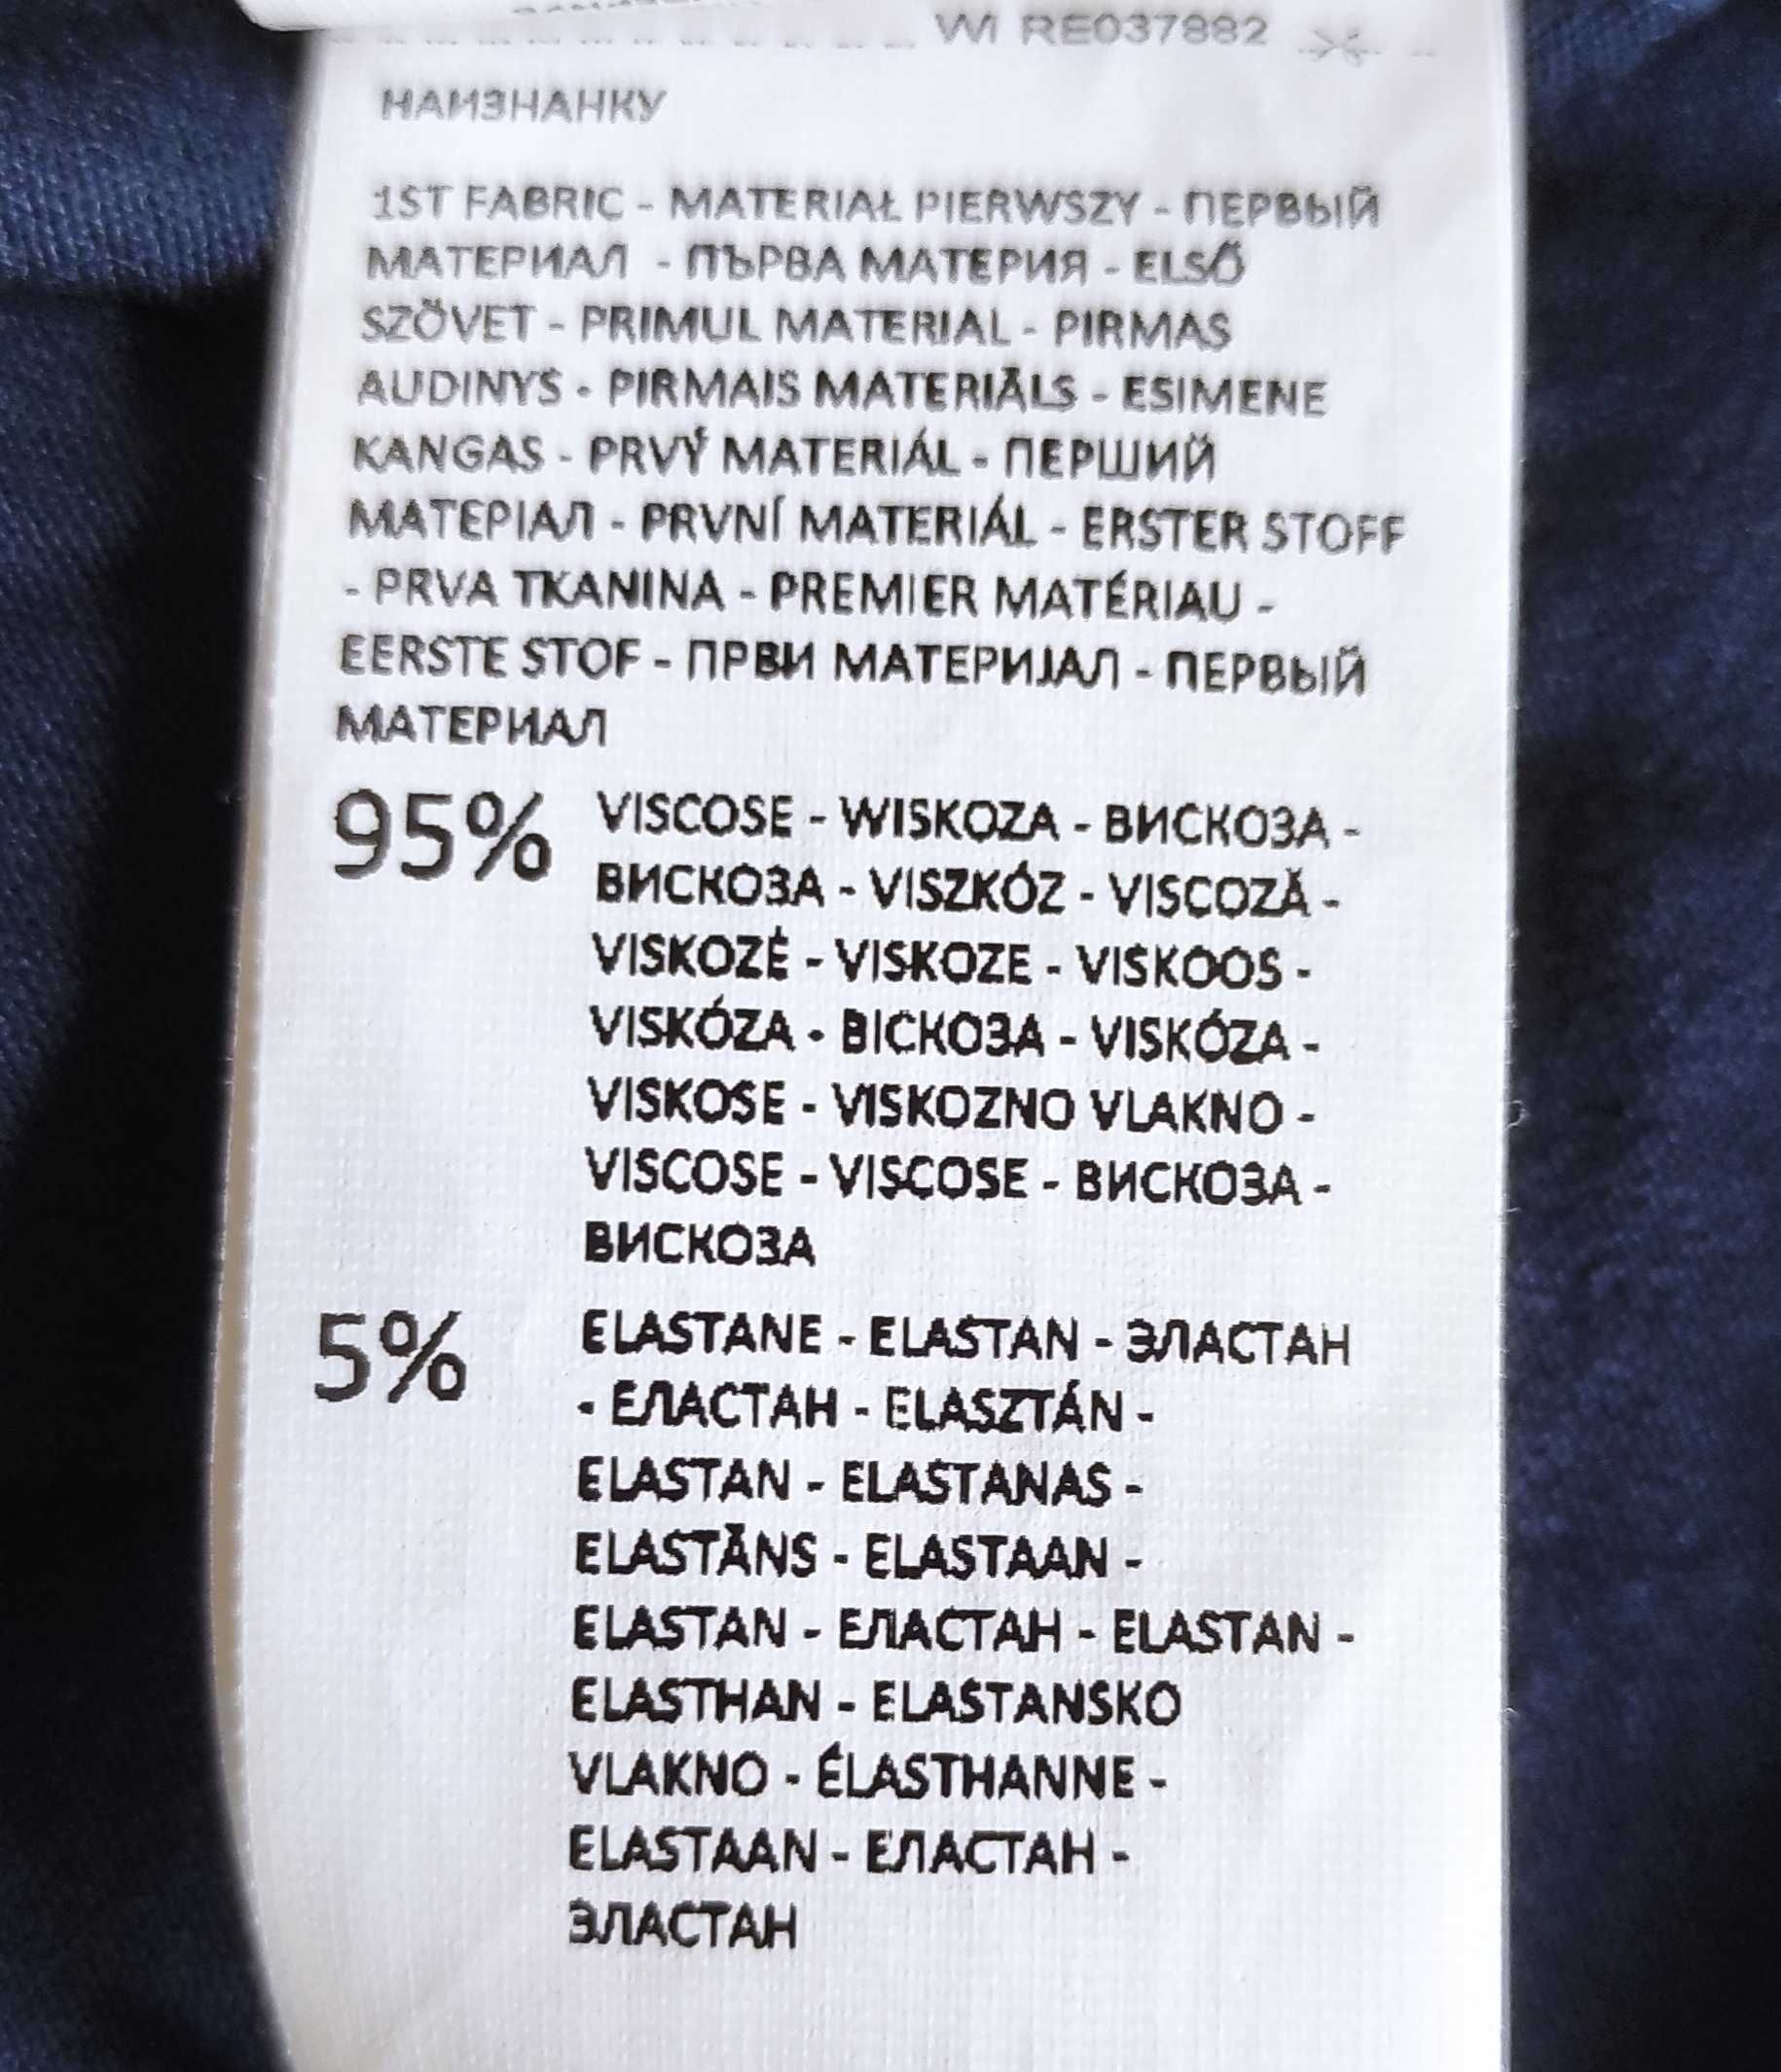 WI RE037882
НАИЗНАНКУ
1ST FABRIC - MATERIAŁ PIERWSZY - ПЕРВЫЙ
МАТЕРИАЛ - ПЪРВА МАТЕРИЯ - ELSŐ
SZÖVET - PRIMUL MATERIAL - PIRMAS
AUDINYS - PIRMAIS MATERIĀLS - ESIMENE
KANGAS - PRVÝ MATERIÁL - ПЕРШИЙ
МАТЕРІАЛ - PRVNÍ MATERIÁL - ERSTER STOFF
- PRVA TKANINA - PREMIER MATÉRIAU -
EERSTE STOF - ПРВИ МАТЕРИЈАЛ - ПЕРВЫЙ
МАТЕРИАЛ
95% VISCOSE - WISKOZA - ВИСКОЗА -
ВИСКОЗА - VISZKÓZ - VISCOZĂ -
VISKOZĖ - VISKOZE - VISKOOS -
VISKÓZA - ВІСКОЗА - VISKÓZA -
VISKOSE - VISKOZNO VLAKNO -
VISCOSE - VISCOSE - ВИСКОЗА -
ВИСКОЗА
5% ELASTANE - ELASTAN - ЭЛАСТАН
- ЕЛАСТАН - ELASZTÁN -
ELASTAN - ELASTANAS -
ELASTĀNS - ELASTAAN -
ELASTAN - ЕЛАСТАН - ELASTAN -
ELASTHAN - ELASTANSKO
VLAKNO - ÉLASTHANNE -
ELASTAAN - ЕЛАСТАН -
ЭЛАСТАН